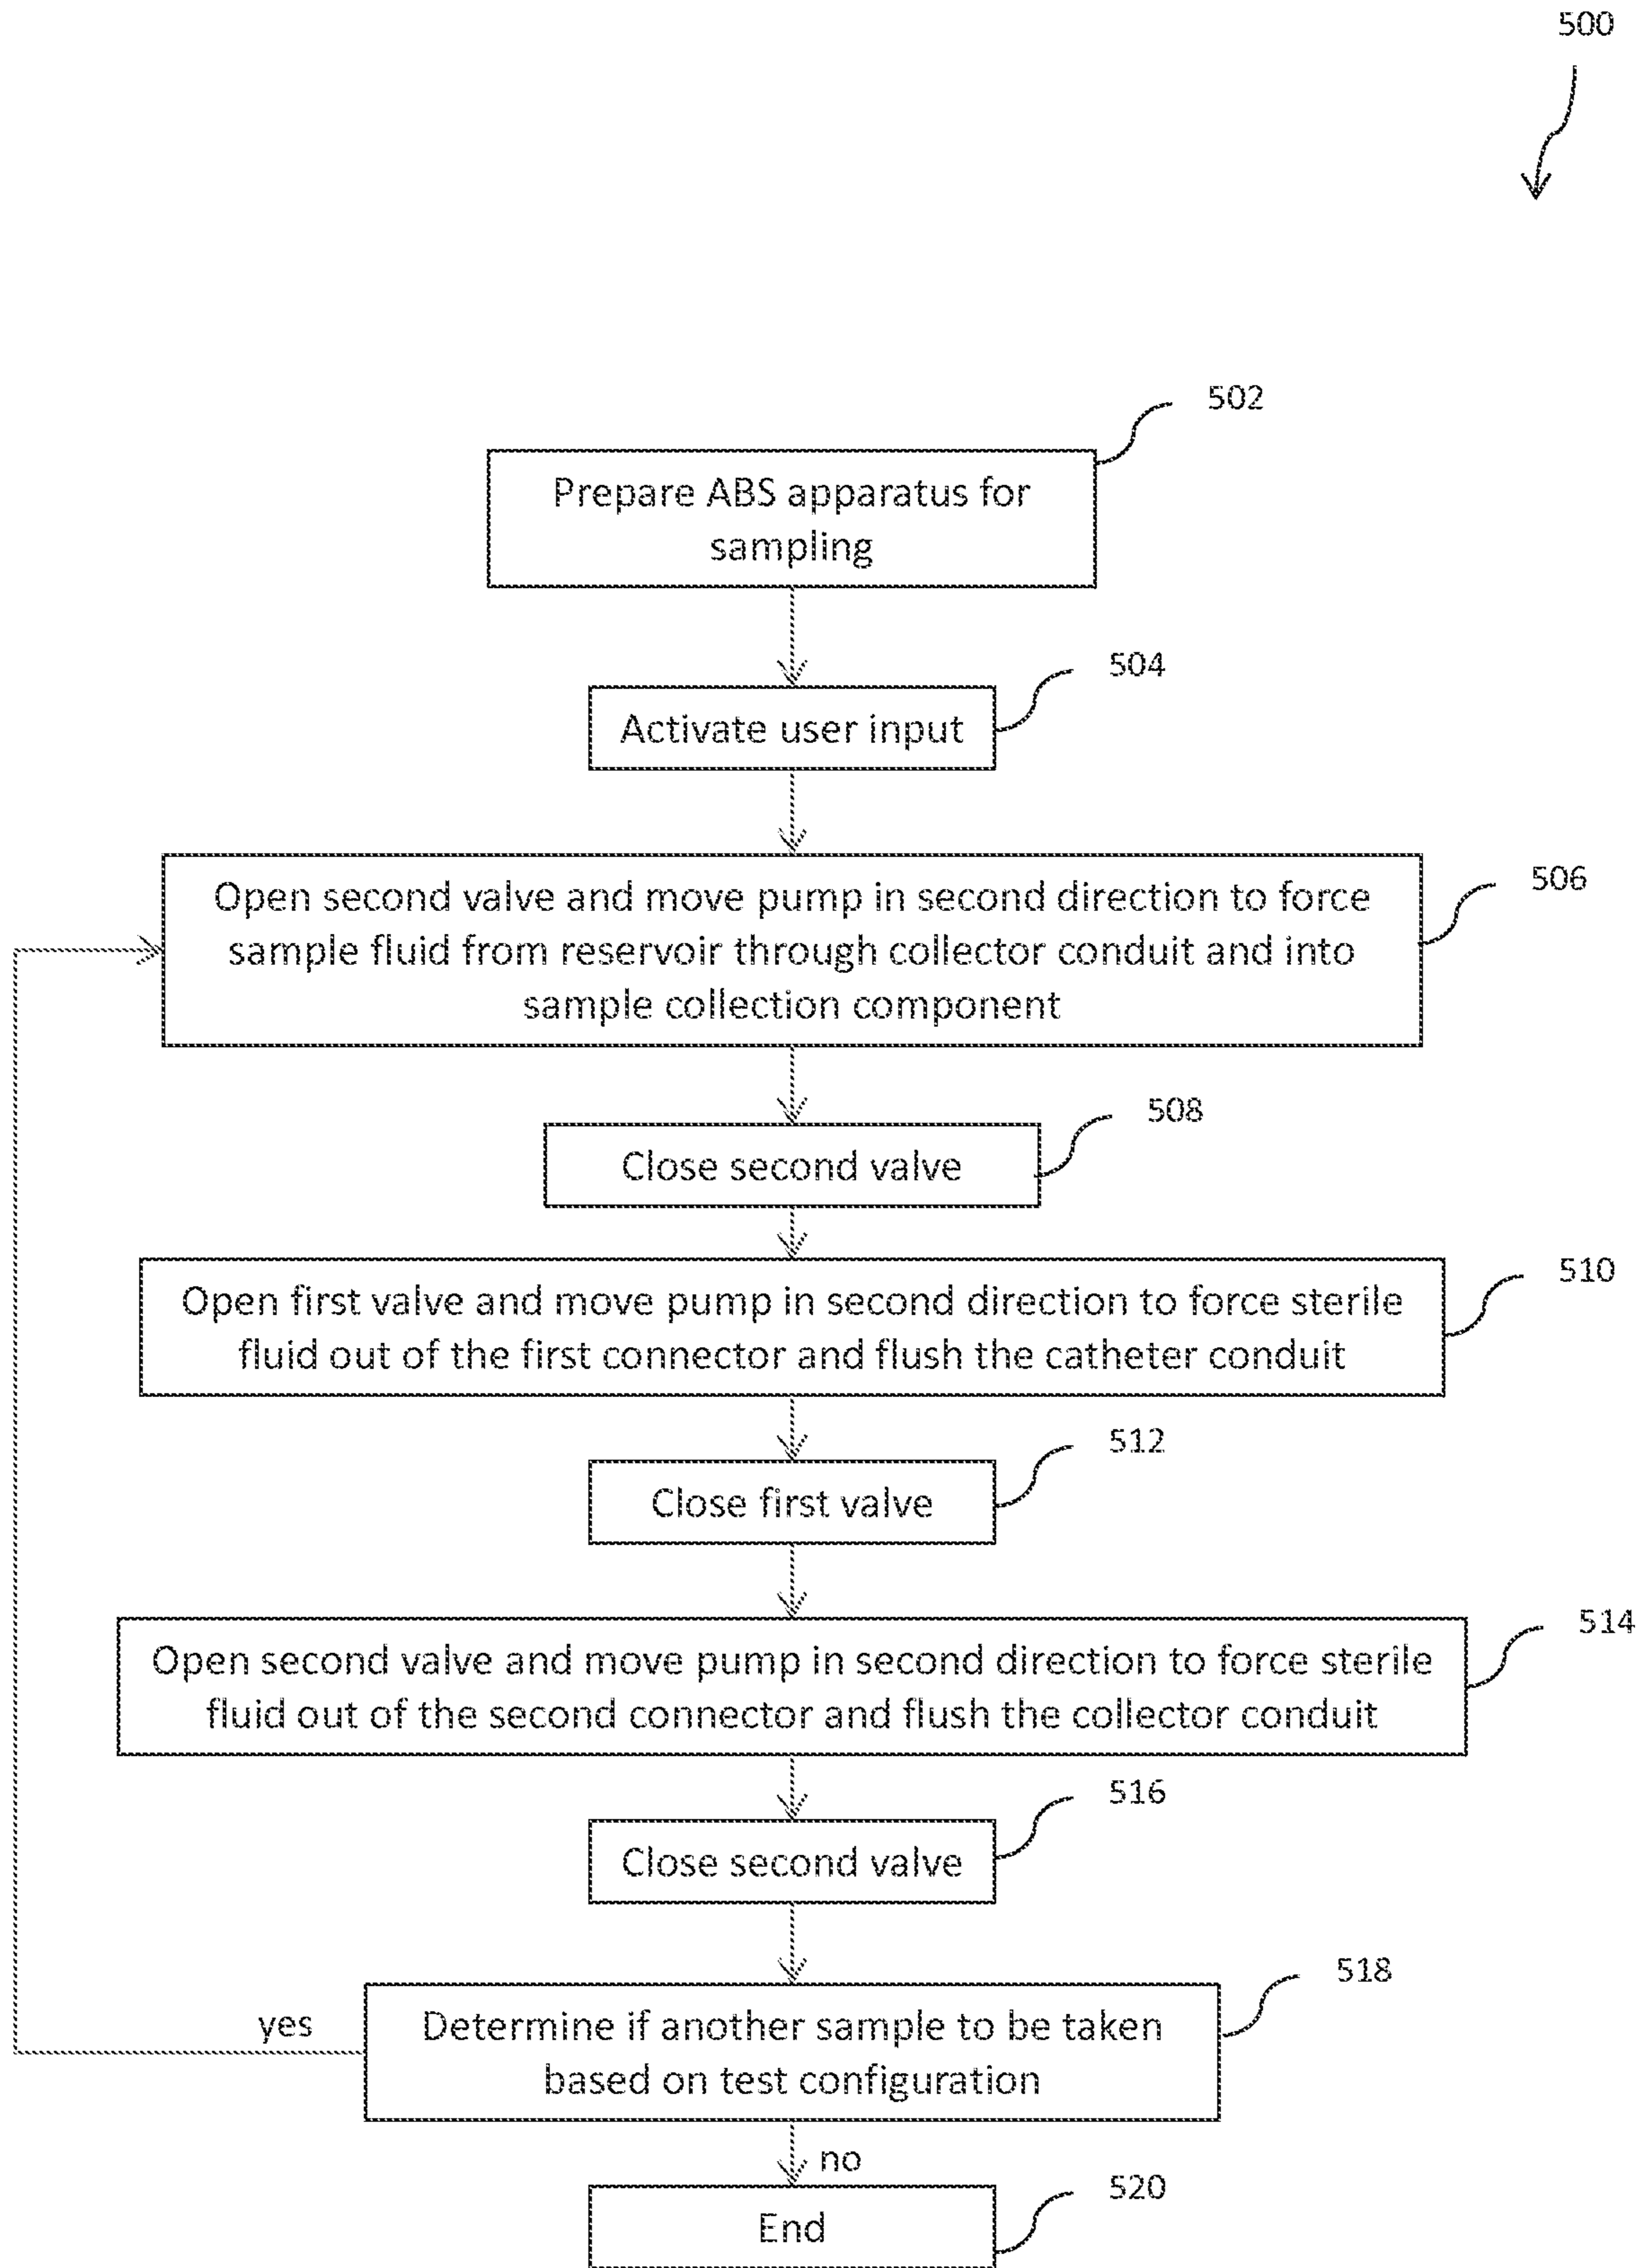 500
502
Prepare ABS apparatus for
sampling
504
Activate user input
506
Open second valve and move pump in second direction to force
sample fluid from reservoir through collector conduit and into
sample collection component
508
Close second valve
510
Open first valve and move pump in second direction to force sterile
fluid out of the first connector and flush the catheter conduit
512
Close first valve
514
Open second valve and move pump in second direction to force sterile
fluid out of the second connector and flush the collector conduit
516
Close second valve
518
yes
Determine if another sample to be taken
based on test configuration
no
520
End